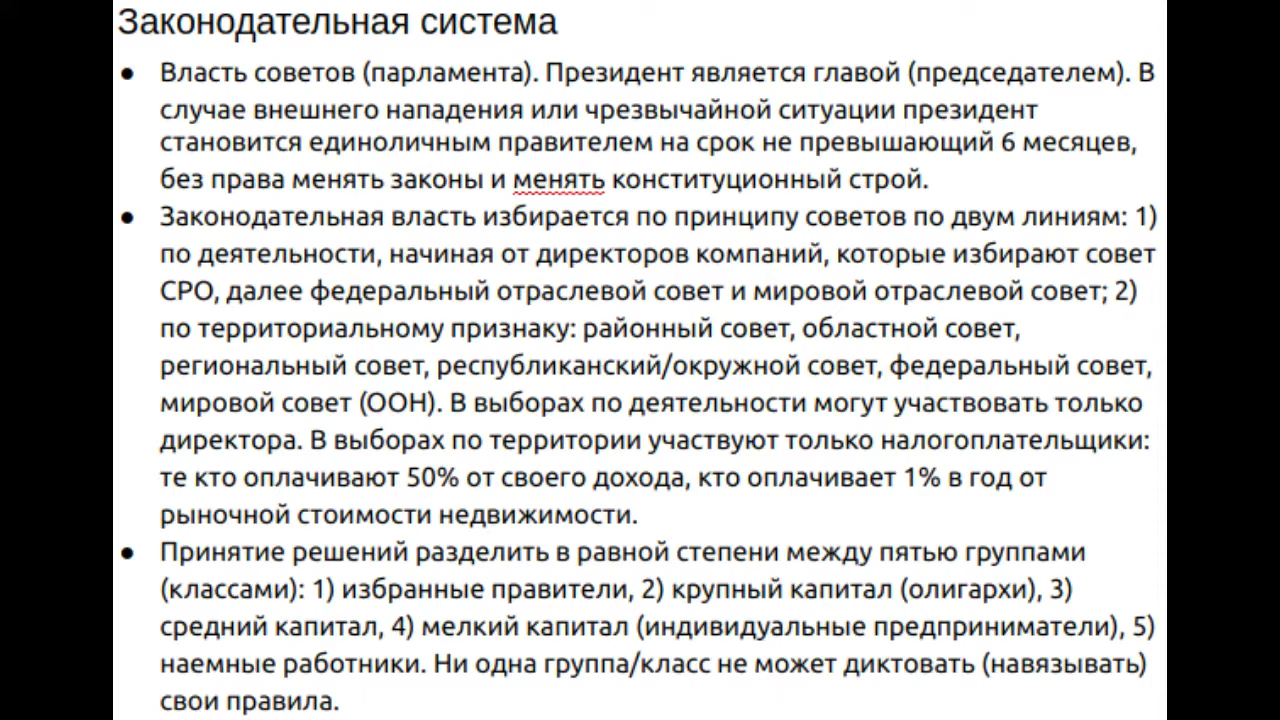 Законодательная система
● Власть советов (парламента). Президент является главой (председателем). В
случае внешнего нападения или чрезвычайной ситуации президент
становится единоличным правителем на срок не превышающий 6 месяцев,
без права менять законы и менять конституционный строй.
● Законодательная власть избирается по принципу советов по двум линиям: 1)
по деятельности, начиная от директоров компаний, которые избирают совет
СРО, далее федеральный отраслевой совет и мировой отраслевой совет; 2)
по территориальному признаку: районный совет, областной совет,
региональный совет, республиканский/окружной совет, федеральный совет,
мировой совет (ООН). В выборах по деятельности могут участвовать только
директора. В выборах по территории участвуют только налогоплательщики:
те кто оплачивают 50% от своего дохода, кто оплачивает 1% в год от
рыночной стоимости недвижимости.
● Принятие решений разделить в равной степени между пятью группами
(классами): 1) избранные правители, 2) крупный капитал (олигархи), 3)
средний капитал, 4) мелкий капитал (индивидуальные предприниматели), 5)
наемные работники. Ни одна группа/класс не может диктовать (навязывать)
свои правила.